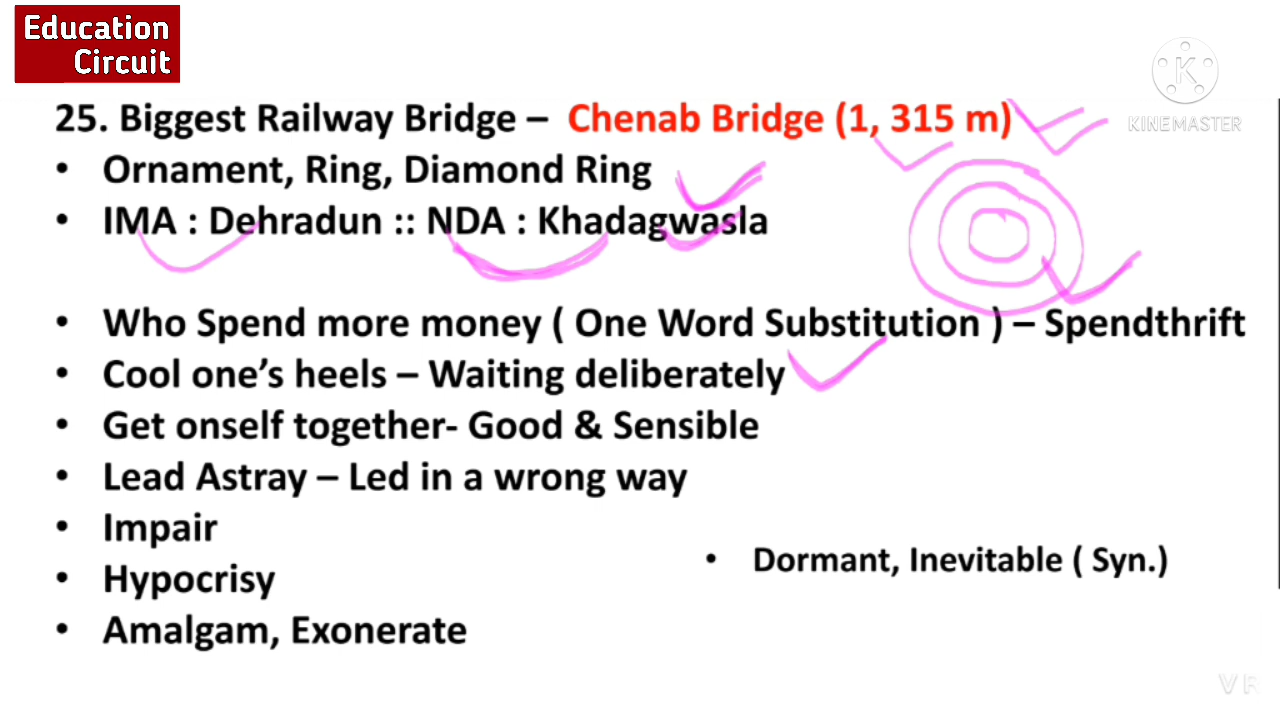 Education
Circuit
KINEMASTER
25. Biggest Railway Bridge – Chenab Bridge (1, 315 m)
• Ornament, Ring, Diamond Ring
• IMA : Dehradun :: NDA : Khadagwasla
• Who Spend more money ( One Word Substitution ) – Spendthrift
• Cool one's heels – Waiting deliberately
• Get onself together- Good & Sensible
• Lead Astray – Led in a wrong way
• Impair
• Dormant, Inevitable ( Syn.)
• Hypocrisy
• Amalgam, Exonerate
VR